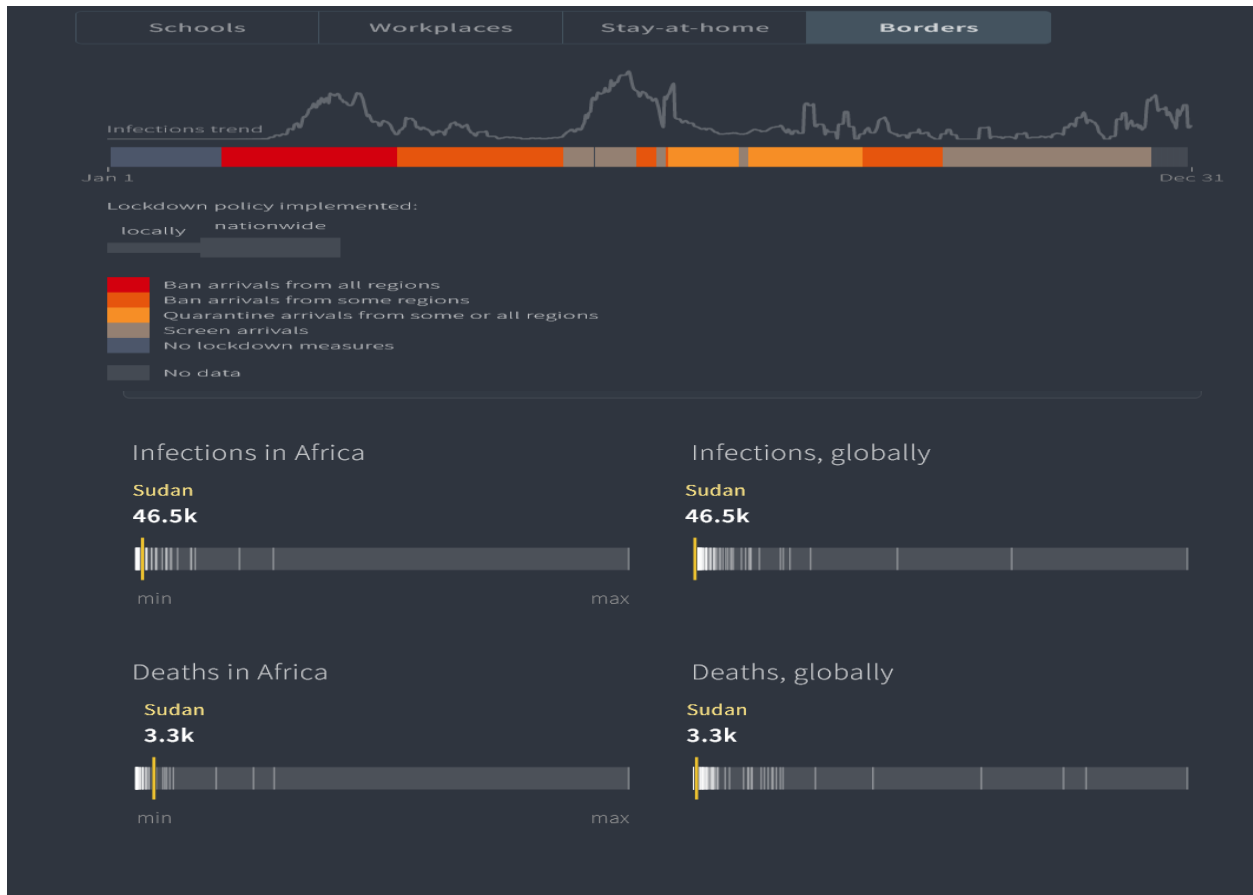 Schools Workplaces Stay-at-home Borders
Infections trend
Jan 1 Dec 31
Lockdown policy implemented:
locally nationwide
Ban arrivals from all regions
Ban arrivals from some regions
Quarantine arrivals from some or all regions
Screen arrivals
No lockdown measures
No data
Infections in Africa
Sudan
46.5k
min max
Infections, globally
Sudan
46.5k
Deaths in Africa
Sudan
3.3k
min max
Deaths, globally
Sudan
3.3k